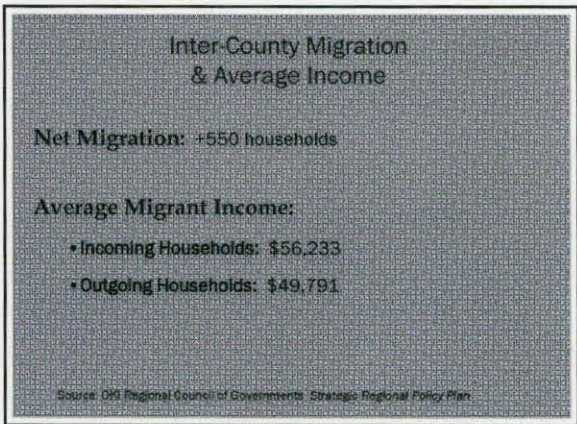 Inter-County Migration
& Average Income
Net Migration: +550 households
Average Migrant Income:
• Incoming Households: $56,233
• Outgoing Households: $49,791
Source: OKI Regional Council of Governments Strategic Regional Policy Plan